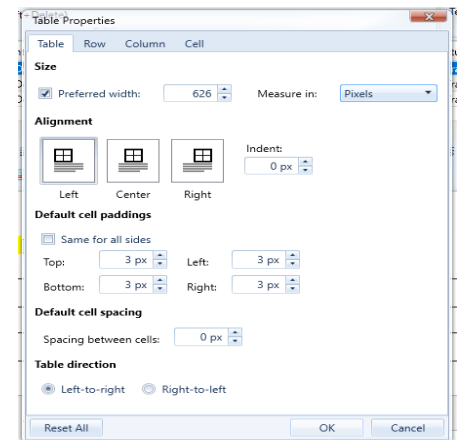 t+Delete)
Table Properties
Table Row Column Cell
Size
Preferred width: 626 Measure in: Pixels
Alignment
Indent:
0 px
Left Center Right
Default cell paddings
Same for all sides
Top: 3 px Left: 3 px
Bottom: 3 px Right: 3 px
Default cell spacing
Spacing between cells: 0 px
Table direction
Left-to-right Right-to-left
Reset All OK Cancel